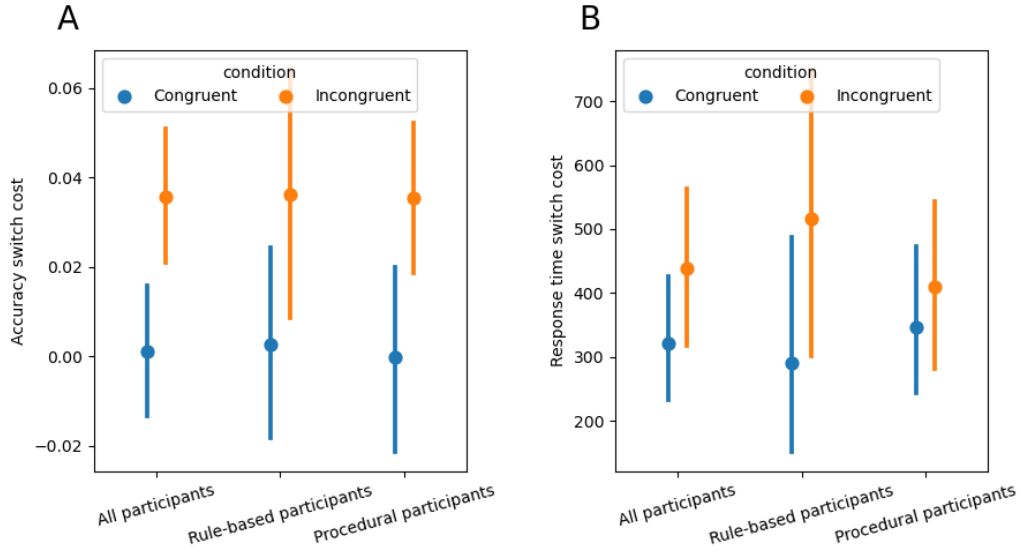 A
condition
Congruent
Incongruent
Accuracy switch cost
0.06
0.04
0.02
0.00
−0.02
All participants
Rule-based participants
Procedural participants
B
condition
Congruent
Incongruent
Response time switch cost
700
600
500
400
300
200
All participants
Rule-based participants
Procedural participants